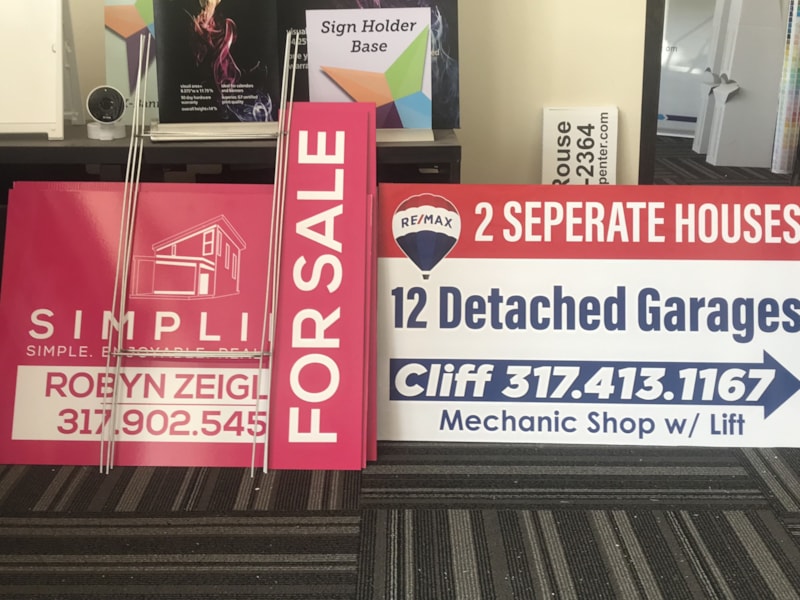 Sign Holder
Base
Rouse
-2364
penter.com
FOR SALE
SIMPLI
SIMPLE. ENJOYABLE. REAL
ROBYN ZEIGL
317.902.545
RE/MAX
2 SEPERATE HOUSES
12 Detached Garages
Cliff 317.413.1167
Mechanic Shop w/ Lift